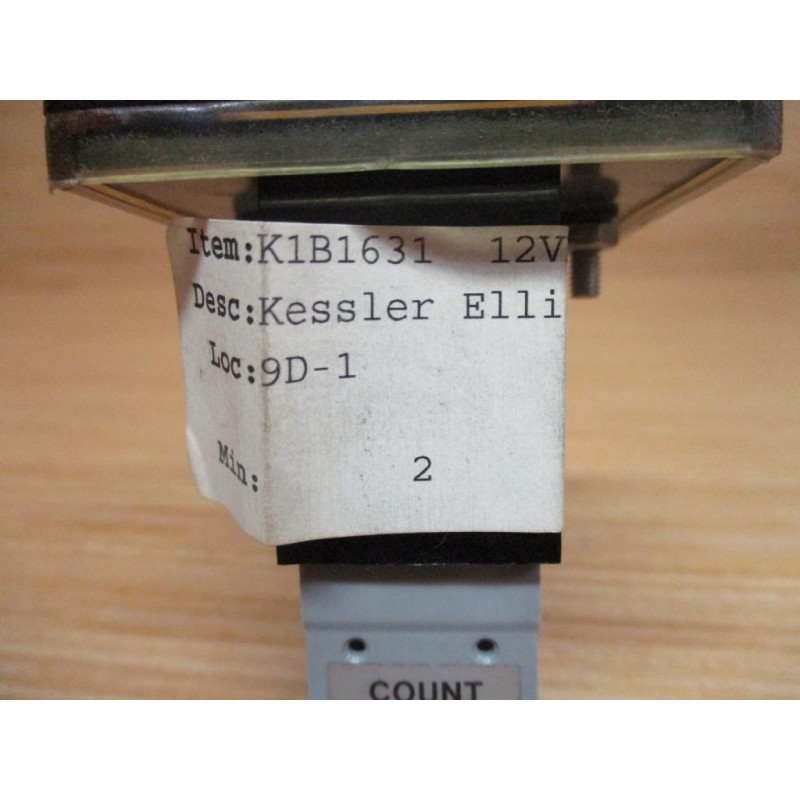 Item:K1B1631 12V
Desc:Kessler Elli
Loc:9D-1
Min: 2
COUNT